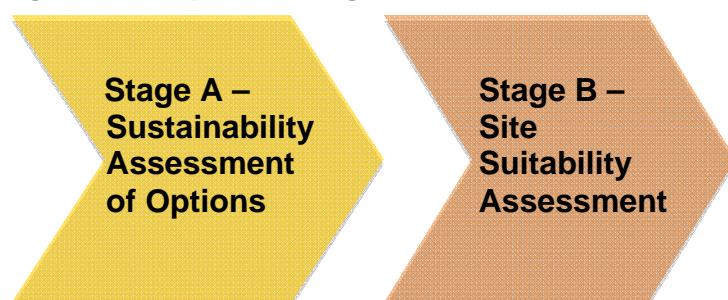 Stage A –
Sustainability
Assessment
of Options
Stage B –
Site
Suitability
Assessment